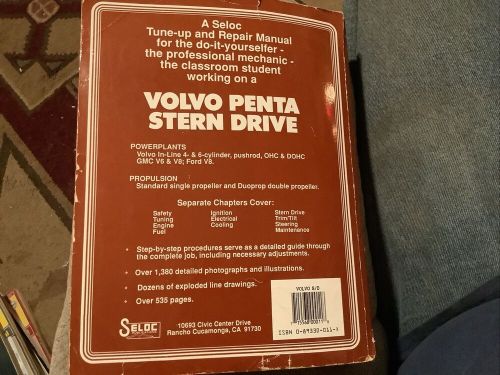 A Seloc
Tune-up and Repair Manual
for the do-it-yourselfer -
the professional mechanic -
the classroom student
working on a
VOLVO PENTA
STERN DRIVE
POWERPLANTS
Volvo In-Line 4- & 6-cylinder, pushrod, OHC & DOHC
GMC V6 & V8; Ford V8.
PROPULSION
Standard single propeller and Duoprop double propeller.
Separate Chapters Cover:
Safety Ignition Stern Drive
Tuning Electrical Trim/Tilt
Engine Cooling Steering
Fuel Maintenance
• Step-by-step procedures serve as a detailed guide through
the complete job, including necessary adjustments.
• Over 1,380 detailed photographs and illustrations.
• Dozens of exploded line drawings.
• Over 535 pages.
VOLVO S/D
ISBN 0-89330-011-X
SELOC
10693 Civic Center Drive
Rancho Cucamonga, CA 91730